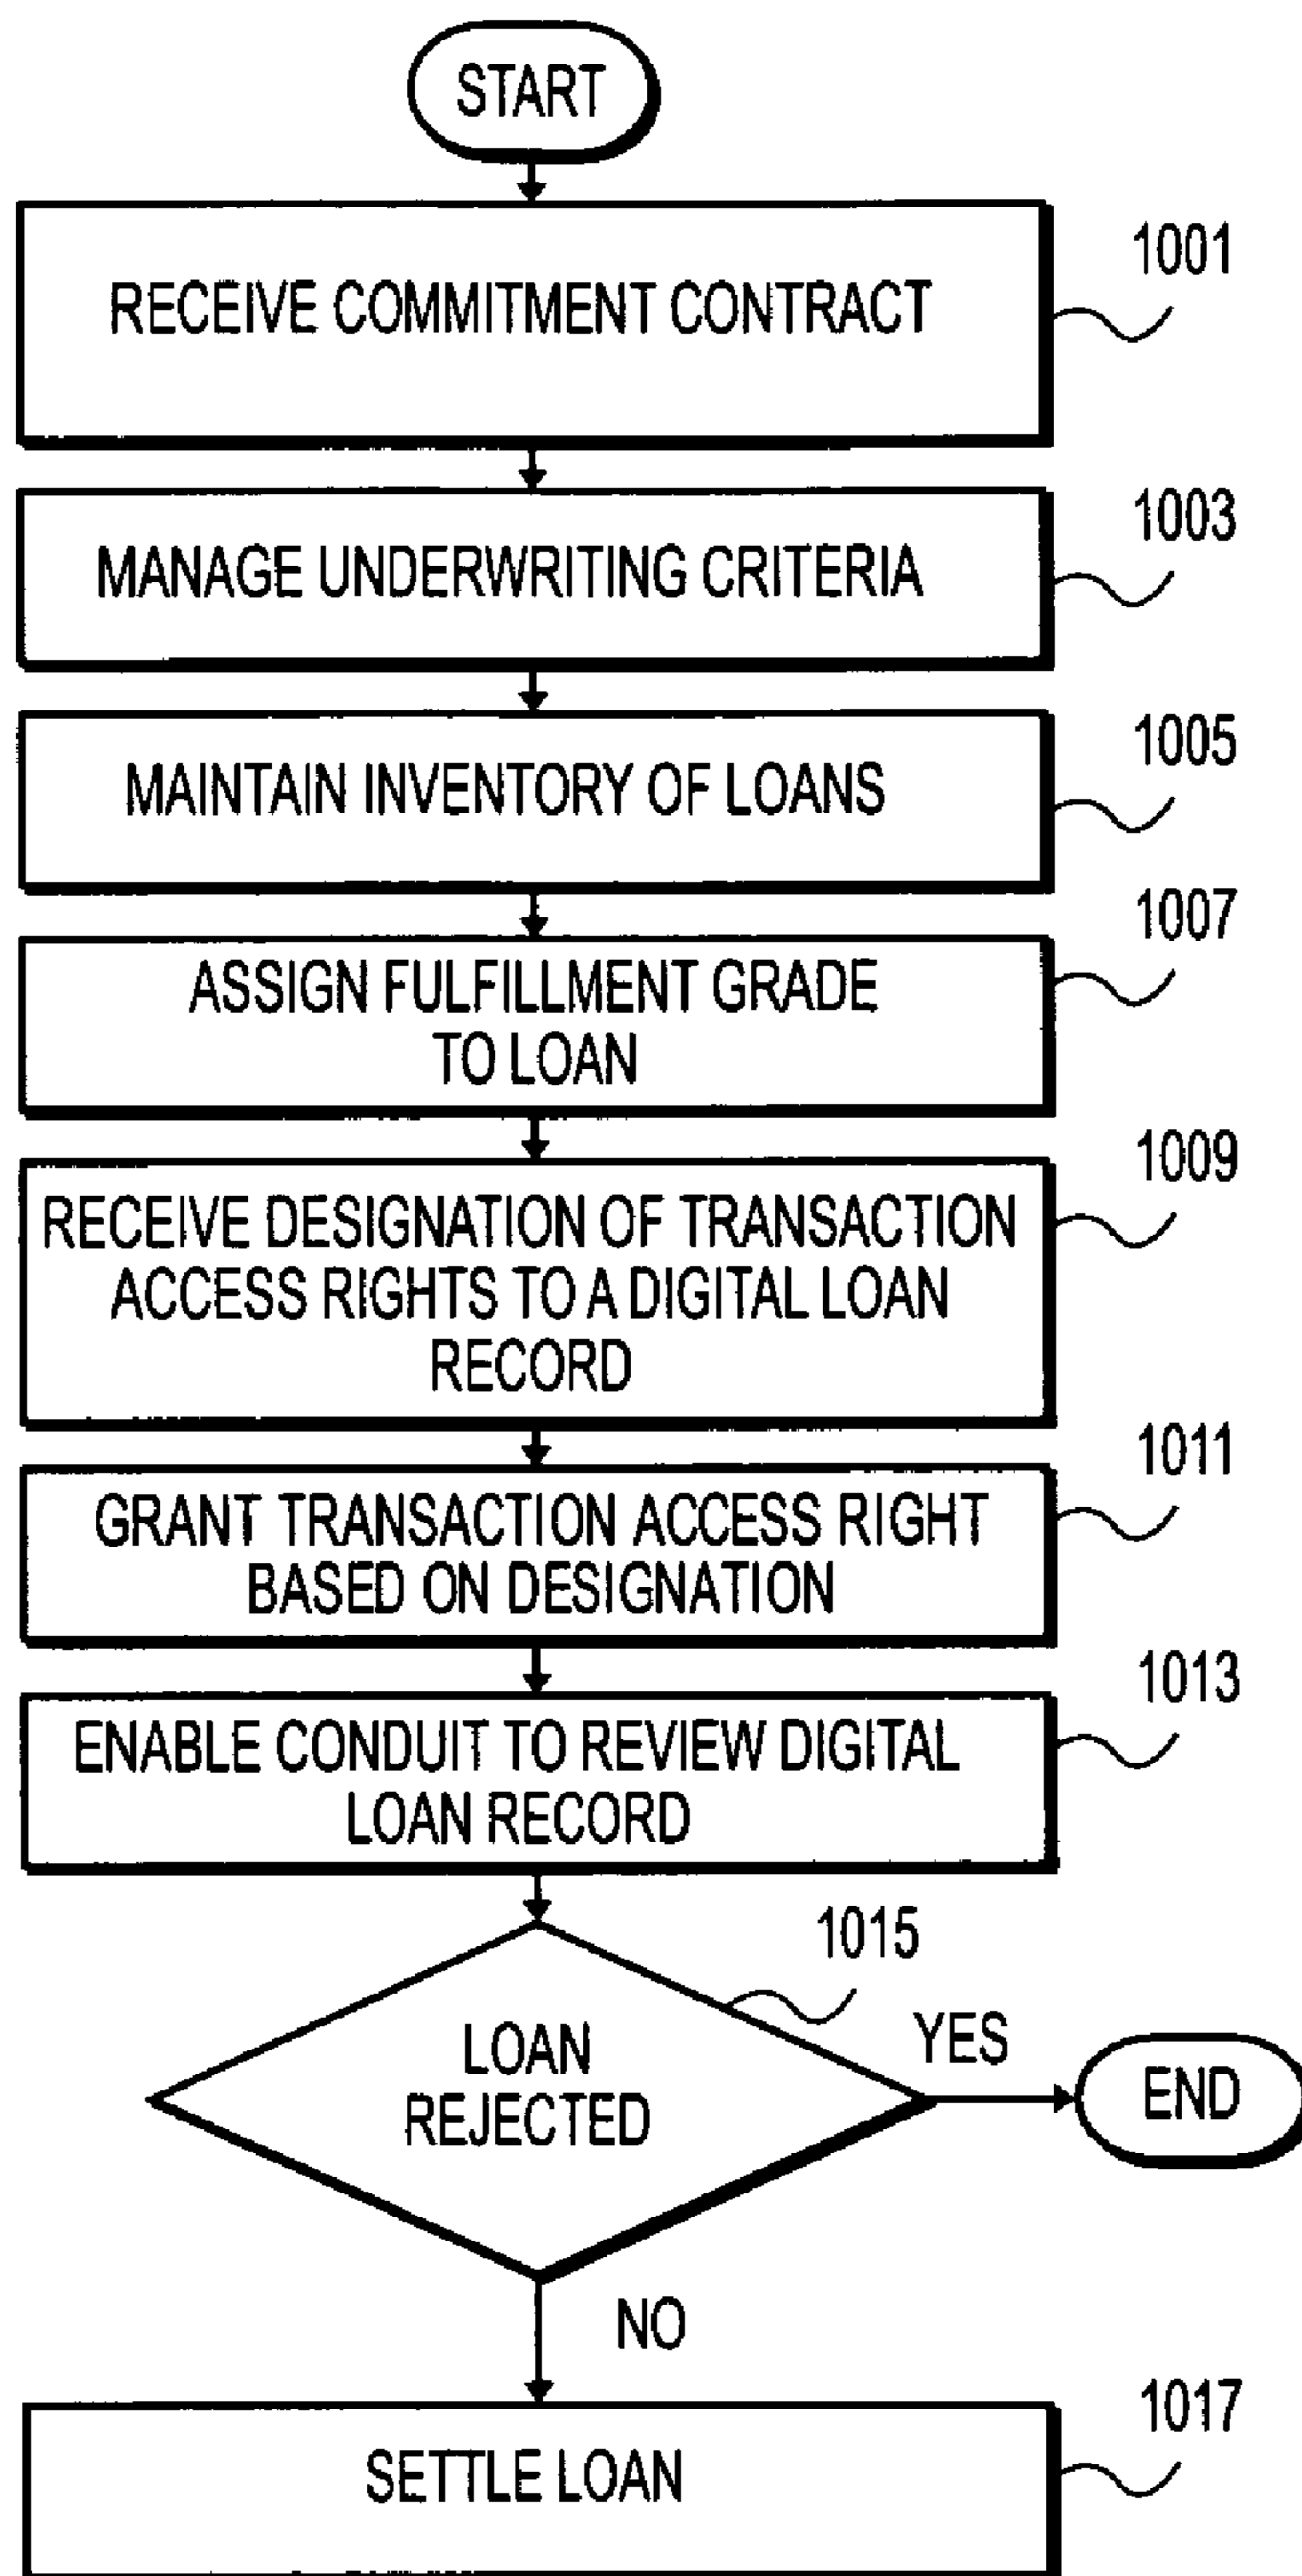 START
RECEIVE COMMITMENT CONTRACT
1001
MANAGE UNDERWRITING CRITERIA
1003
MAINTAIN INVENTORY OF LOANS
1005
ASSIGN FULFILLMENT GRADE
TO LOAN
1007
RECEIVE DESIGNATION OF TRANSACTION
ACCESS RIGHTS TO A DIGITAL LOAN
RECORD
1009
GRANT TRANSACTION ACCESS RIGHT
BASED ON DESIGNATION
1011
ENABLE CONDUIT TO REVIEW DIGITAL
LOAN RECORD
1013
LOAN
REJECTED
1015
YES
END
NO
SETTLE LOAN
1017